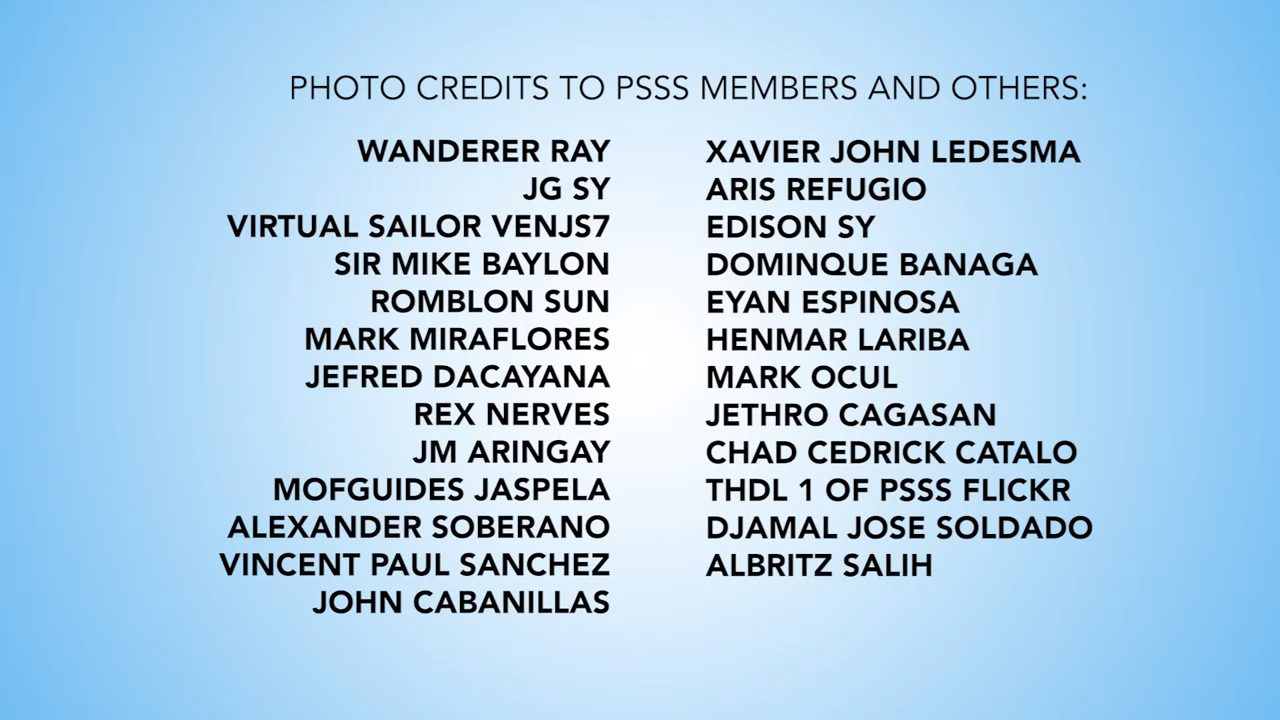 PHOTO CREDITS TO PSSS MEMBERS AND OTHERS:
WANDERER RAY
JG SY
VIRTUAL SAILOR VENJS7
SIR MIKE BAYLON
ROMBLON SUN
MARK MIRAFLORES
JEFRED DACAYANA
REX NERVES
JM ARINGAY
MOFGUIDES JASPELA
ALEXANDER SOBERANO
VINCENT PAUL SANCHEZ
JOHN CABANILLAS
XAVIER JOHN LEDESMA
ARIS REFUGIO
EDISON SY
DOMINQUE BANAGA
EYAN ESPINOSA
HENMAR LARIBA
MARK OCUL
JETHRO CAGASAN
CHAD CEDRICK CATALO
THDL 1 OF PSSS FLICKR
DJAMAL JOSE SOLDADO
ALBRITZ SALIH